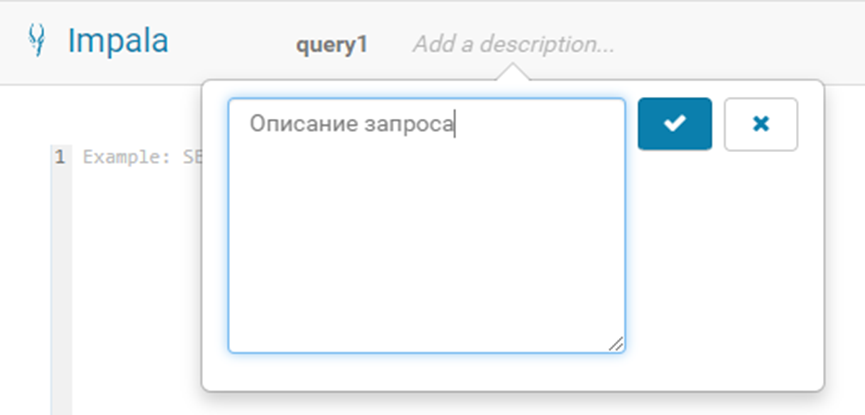 Impala query1 Add a description...
Описание запроса
1 Example: SE